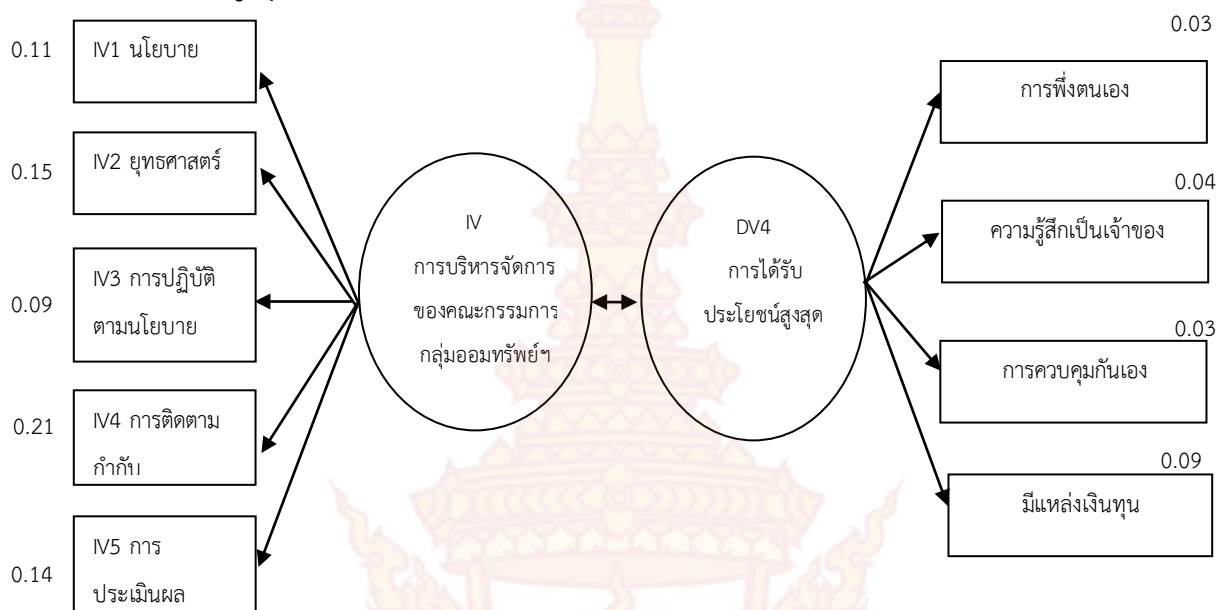 0.11
IV1 นโยบาย
0.15
IV2 ยุทธศาสตร์
0.09
IV3 การปฏิบัติ
ตามนโยบาย
0.21
IV4 การติดตาม
กำกับ
0.14
IV5 การ
ประเมินผล
IV
การบริหารจัดการ
ของคณะกรรมการ
กลุ่มออมทรัพย์ฯ
DV4
การได้รับ
ประโยชน์สูงสุด
0.03
การพึ่งตนเอง
0.04
ความรู้สึกเป็นเจ้าของ
0.03
การควบคุมกันเอง
0.09
มีแหล่งเงินทุน